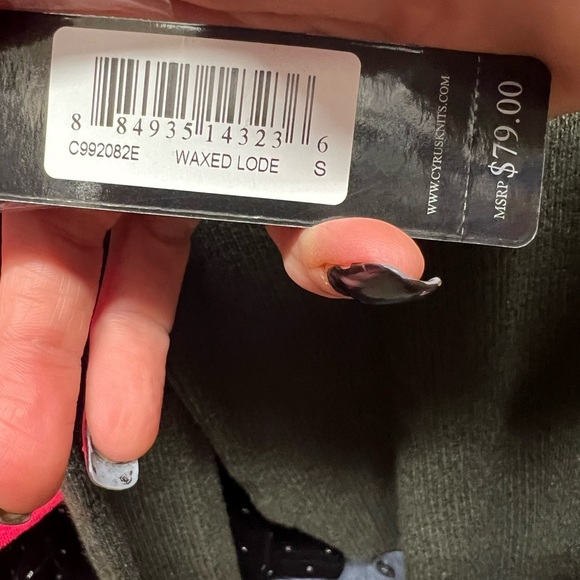 8 84935 14323 6
C992082E WAXED LODE S
WWW.CYRUSKNITS.COM
MSRP $79.00